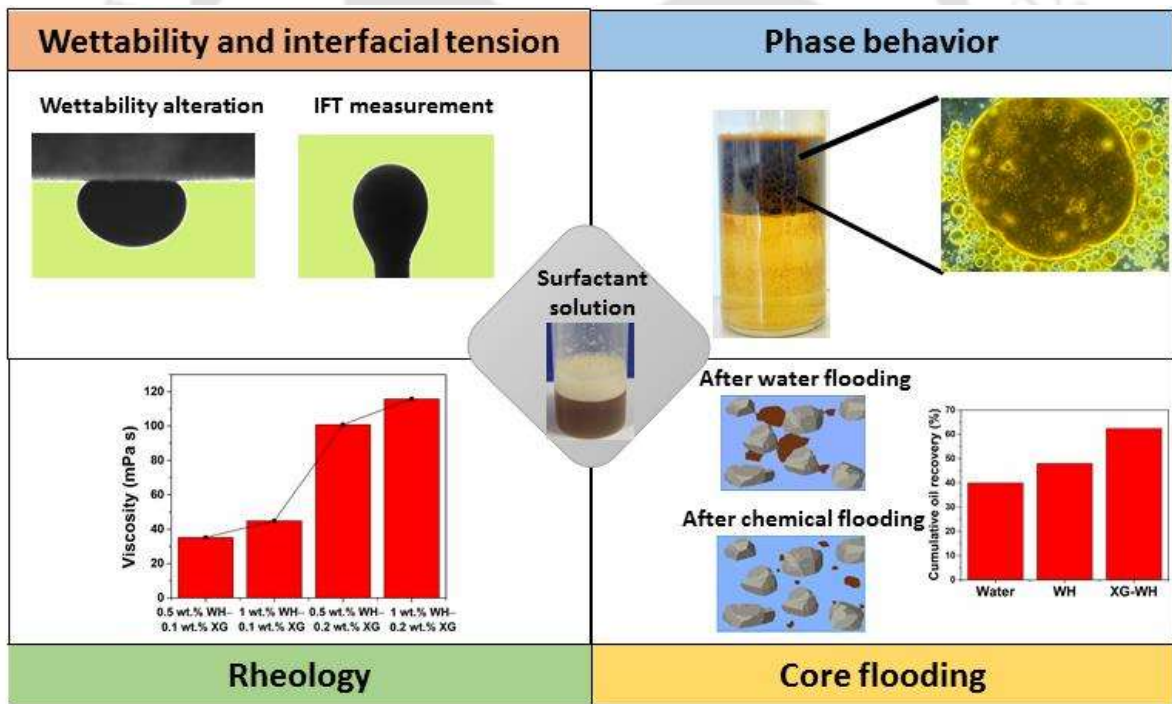 Wettability and interfacial tension
Phase behavior
Wettability alteration
IFT measurement
Surfactant
solution
Viscosity (mPa s)
120
100
80
60
40
20
0
0.5 wt.% WH– 1 wt.% WH– 0.5 wt.% WH– 1 wt.% WH–
0.1 wt.% XG 0.1 wt.% XG 0.2 wt.% XG 0.2 wt.% XG
After water flooding
After chemical flooding
Cumulative oil recovery (%)
70
60
50
40
30
20
10
0
Water WH XG-WH
Rheology
Core flooding